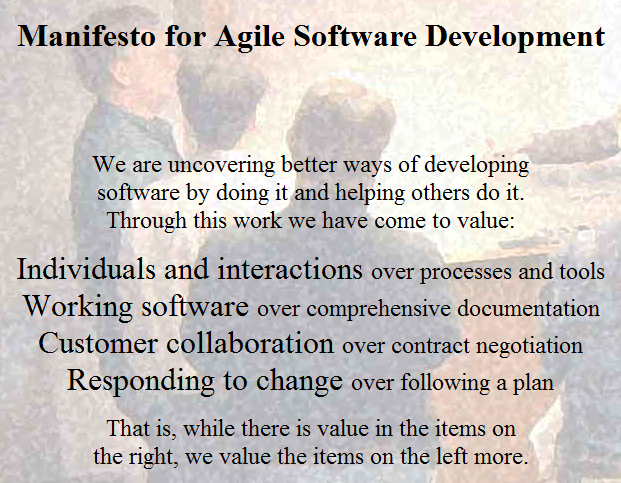 Manifesto for Agile Software Development
We are uncovering better ways of developing
software by doing it and helping others do it.
Through this work we have come to value:
Individuals and interactions over processes and tools
Working software over comprehensive documentation
Customer collaboration over contract negotiation
Responding to change over following a plan
That is, while there is value in the items on
the right, we value the items on the left more.